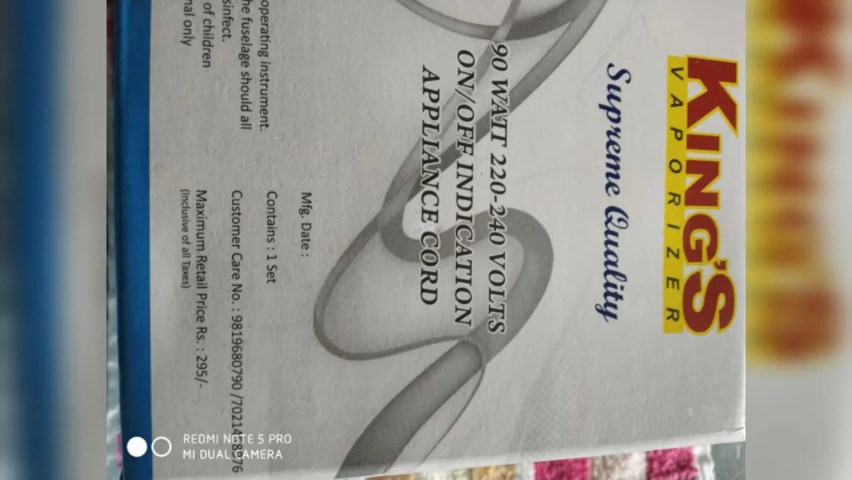 KING'S
VAPORIZER
Supreme Quality
90 WATT 220-240 VOLTS
ON/OFF INDICATION
APPLIANCE CORD
operating instrument.
he fuselage should all
sinfect.
of children
nal only
Mfg. Date :
Contains : 1 Set
Customer Care No. : 9819680790 /
Maximum Retail Price Rs. : 295/-
(Inclusive of all Taxes)
REDMI NOTE 5 PRO
MI DUAL CAMERA